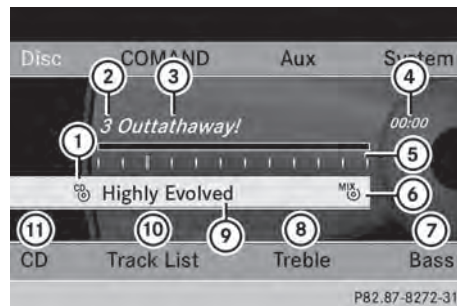 Disc COMAND Aux System
2 3 4
3 Outtathaway! 00:00
1 5
CD Highly Evolved MIX 6
11 10 9 8 7
CD Track List Treble Bass
P82.87-8272-31